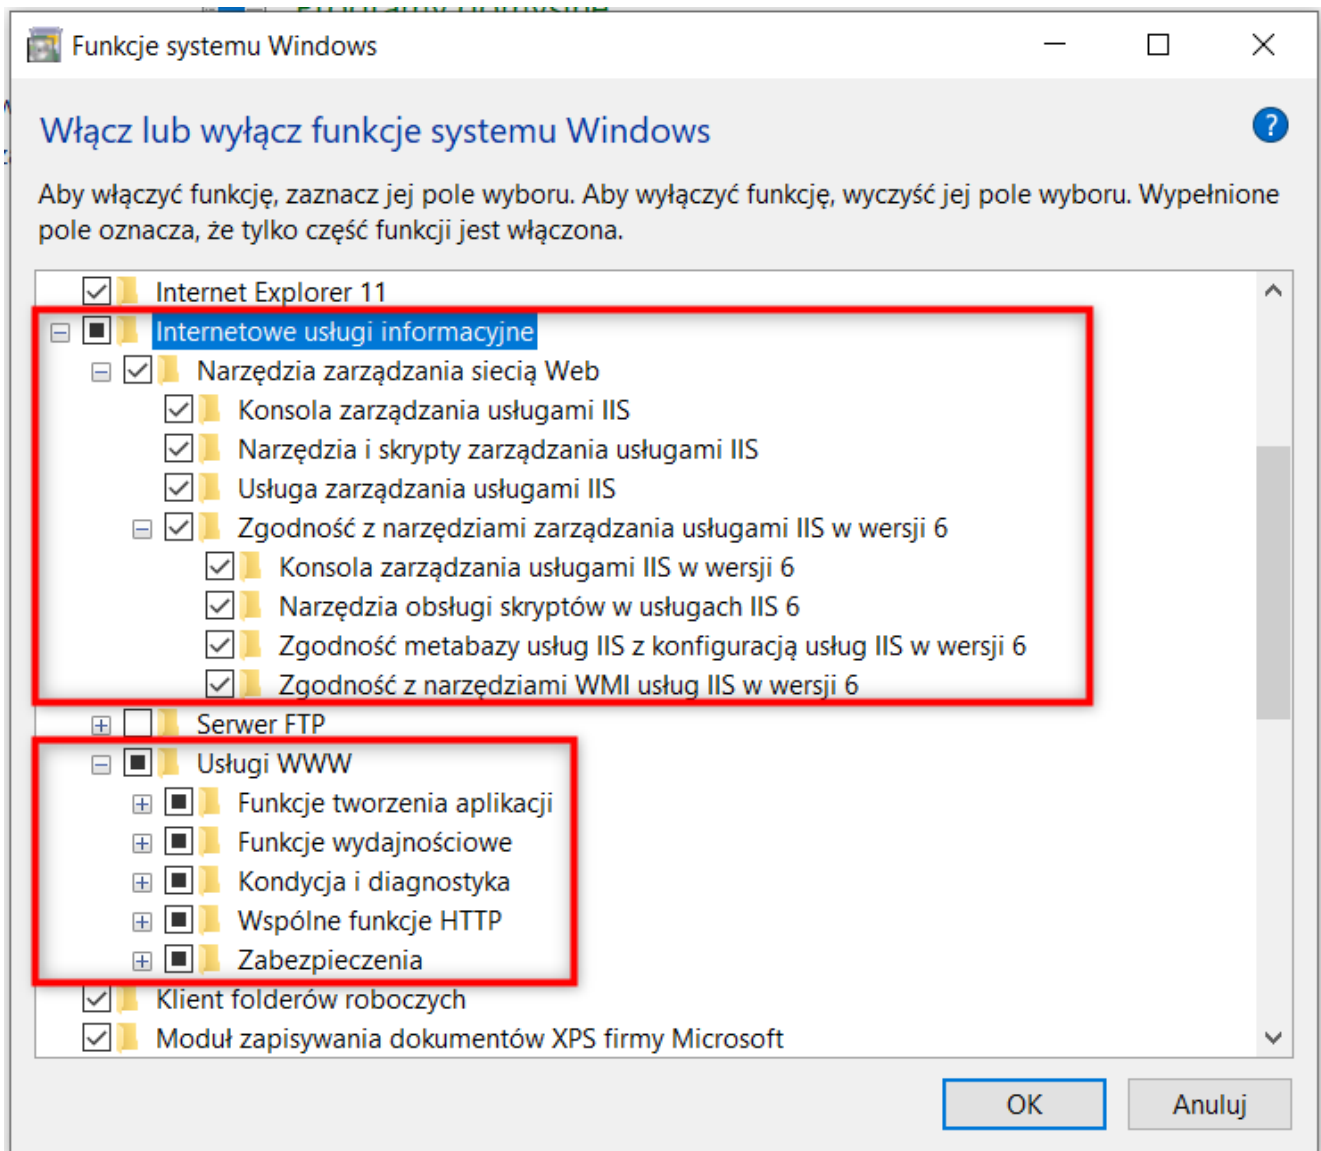 Programy domyślne
Funkcje systemu Windows
Włącz lub wyłącz funkcje systemu Windows
?
Aby włączyć funkcję, zaznacz jej pole wyboru. Aby wyłączyć funkcję, wyczyść jej pole wyboru. Wypełnione
pole oznacza, że tylko część funkcji jest włączona.
Internet Explorer 11
Internetowe usługi informacyjne
Narzędzia zarządzania siecią Web
Konsola zarządzania usługami IIS
Narzędzia i skrypty zarządzania usługami IIS
Usługa zarządzania usługami IIS
Zgodność z narzędziami zarządzania usługami IIS w wersji 6
Konsola zarządzania usługami IIS w wersji 6
Narzędzia obsługi skryptów w usługach IIS 6
Zgodność metabazy usług IIS z konfiguracją usług IIS w wersji 6
Zgodność z narzędziami WMI usług IIS w wersji 6
Serwer FTP
Usługi WWW
Funkcje tworzenia aplikacji
Funkcje wydajnościowe
Kondycja i diagnostyka
Wspólne funkcje HTTP
Zabezpieczenia
Klient folderów roboczych
Moduł zapisywania dokumentów XPS firmy Microsoft
OK
Anuluj